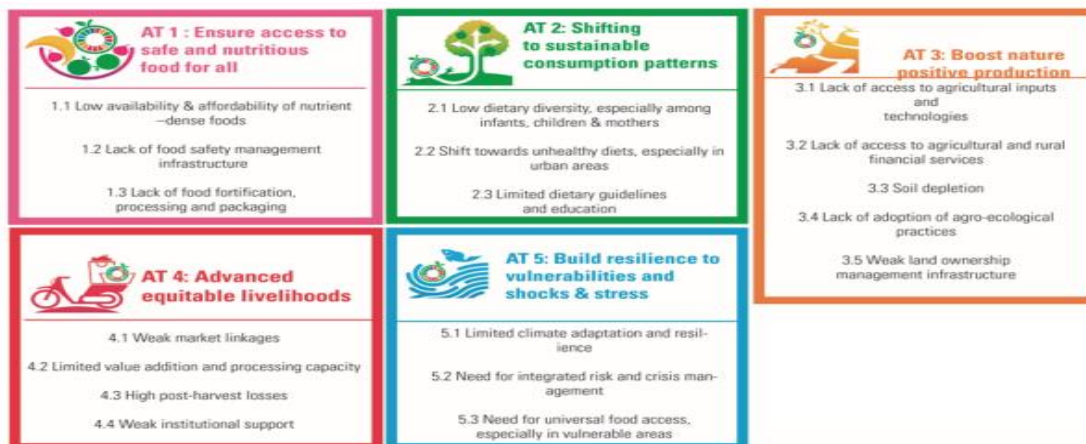 AT 1 : Ensure access to
safe and nutritious
food for all
1.1 Low availability & affordability of nutrient
–dense foods
1.2 Lack of food safety management
infrastructure
1.3 Lack of food fortification,
processing and packaging
AT 2: Shifting
to sustainable
consumption patterns
2.1 Low dietary diversity, especially among
infants, children & mothers
2.2 Shift towards unhealthy diets, especially in
urban areas
2.3 Limited dietary guidelines
and education
AT 3: Boost nature
positive production
3.1 Lack of access to agricultural inputs
and
technologies
3.2 Lack of access to agricultural and rural
financial services
3.3 Soil depletion
3.4 Lack of adoption of agro-ecological
practices
3.5 Weak land ownership
management infrastructure
AT 4: Advanced
equitable livelihoods
4.1 Weak market linkages
4.2 Limited value addition and processing capacity
4.3 High post-harvest losses
4.4 Weak institutional support
AT 5: Build resilience to
vulnerabilities and
shocks & stress
5.1 Limited climate adaptation and resil-
ience
5.2 Need for integrated risk and crisis man-
agement
5.3 Need for universal food access,
especially in vulnerable areas